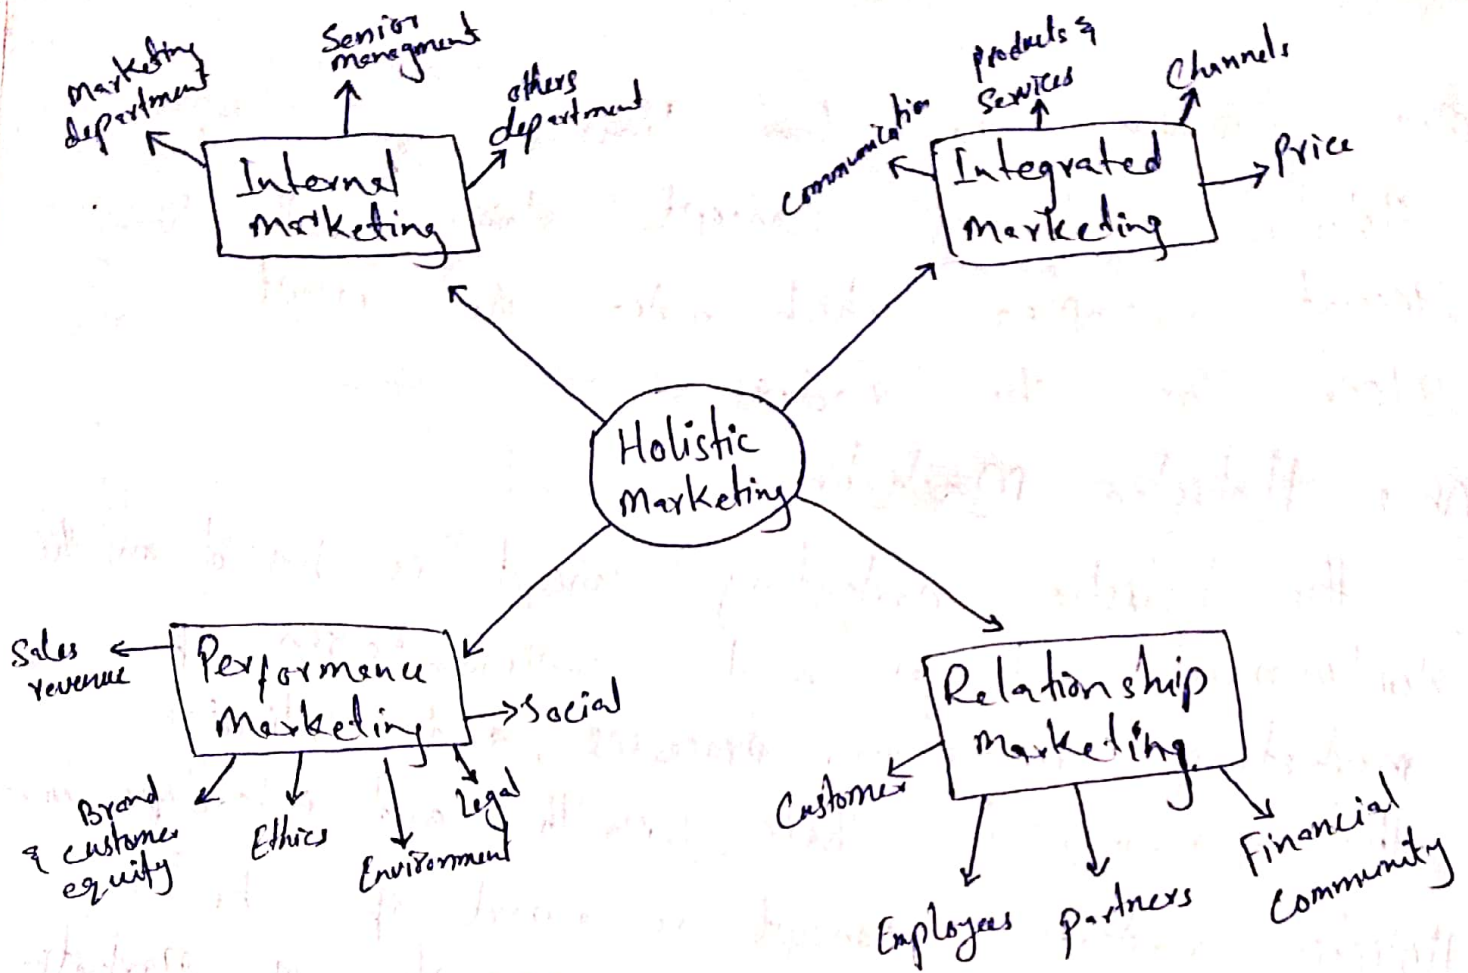 Marketing
department
Senior
managment
others
department
Internal
marketing
communication
products &
Services
Channels
Price
Integrated
Marketing
Holistic
Marketing
Sales
revenue
Performance
Marketing
Social
Brand
& customer
equity
Ethics
Environment
Legal
Relationship
Marketing
Customer
Employees
partners
Financial
Community